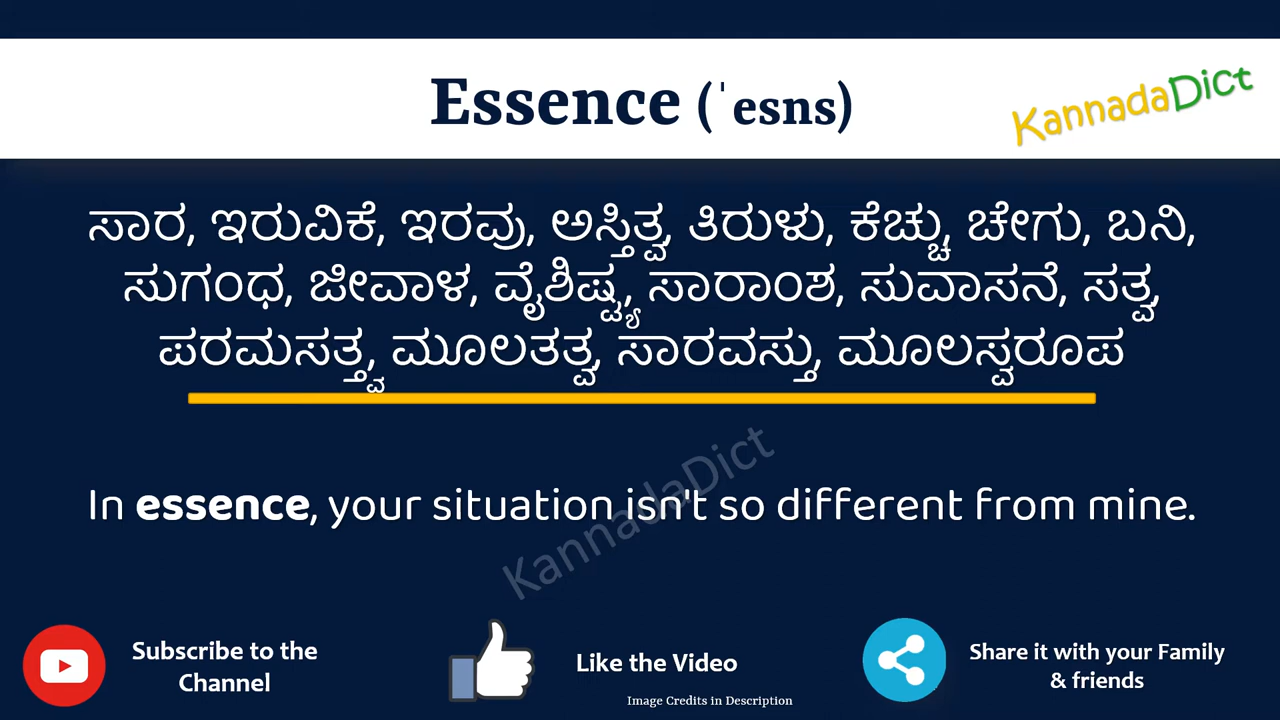 Essence (ˈesns)
KannadaDict
ಸಾರ, ಇರುವಿಕೆ, ಇರವು, ಅಸ್ತಿತ್ವ, ತಿರುಳು, ಕೆಚ್ಚು, ಚೇಗು, ಬನಿ,
ಸುಗಂಧ, ಜೀವಾಳ, ವೈಶಿಷ್ಟ್ಯ, ಸಾರಾಂಶ, ಸುವಾಸನೆ, ಸತ್ವ,
ಪರಮಸತ್ತ್ವ, ಮೂಲತತ್ವ, ಸಾರವಸ್ತು, ಮೂಲಸ್ವರೂಪ
In essence, your situation isn't so different from mine.
KannadaDict
Subscribe to the
Channel
Like the Video
Image Credits in Description
Share it with your Family
& friends